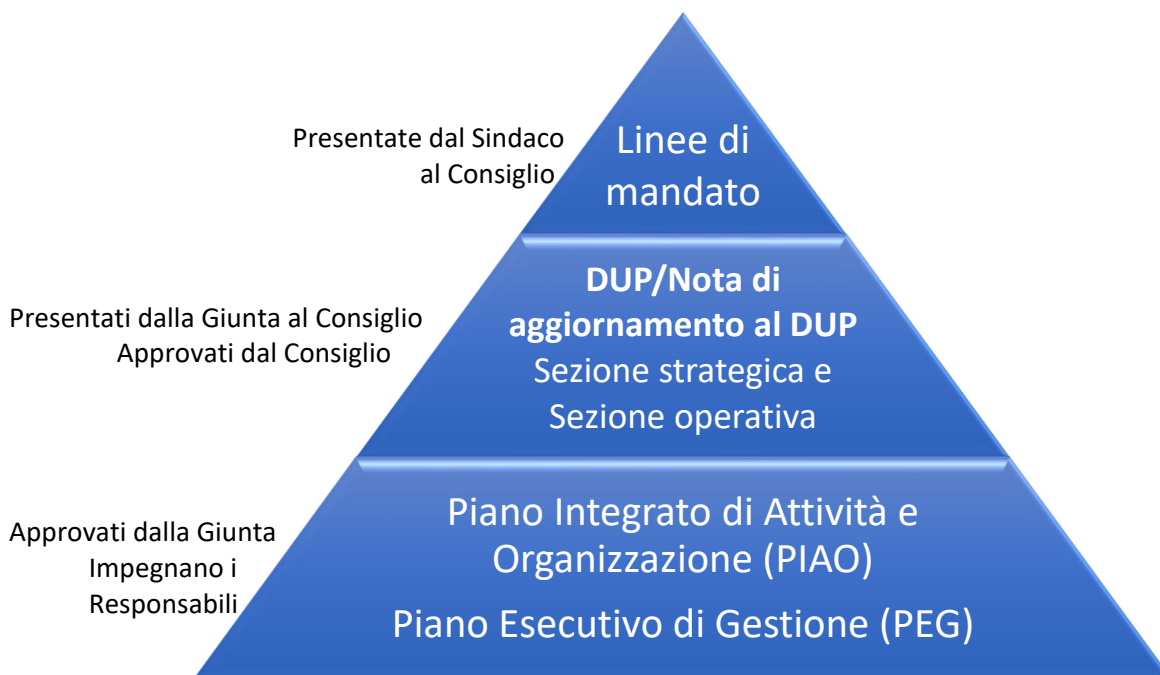 Presentate dal Sindaco
al Consiglio
Linee di
mandato
Presentati dalla Giunta al Consiglio
Approvati dal Consiglio
DUP/Nota di
aggiornamento al DUP
Sezione strategica e
Sezione operativa
Approvati dalla Giunta
Impegnano i
Responsabili
Piano Integrato di Attività e
Organizzazione (PIAO)
Piano Esecutivo di Gestione (PEG)